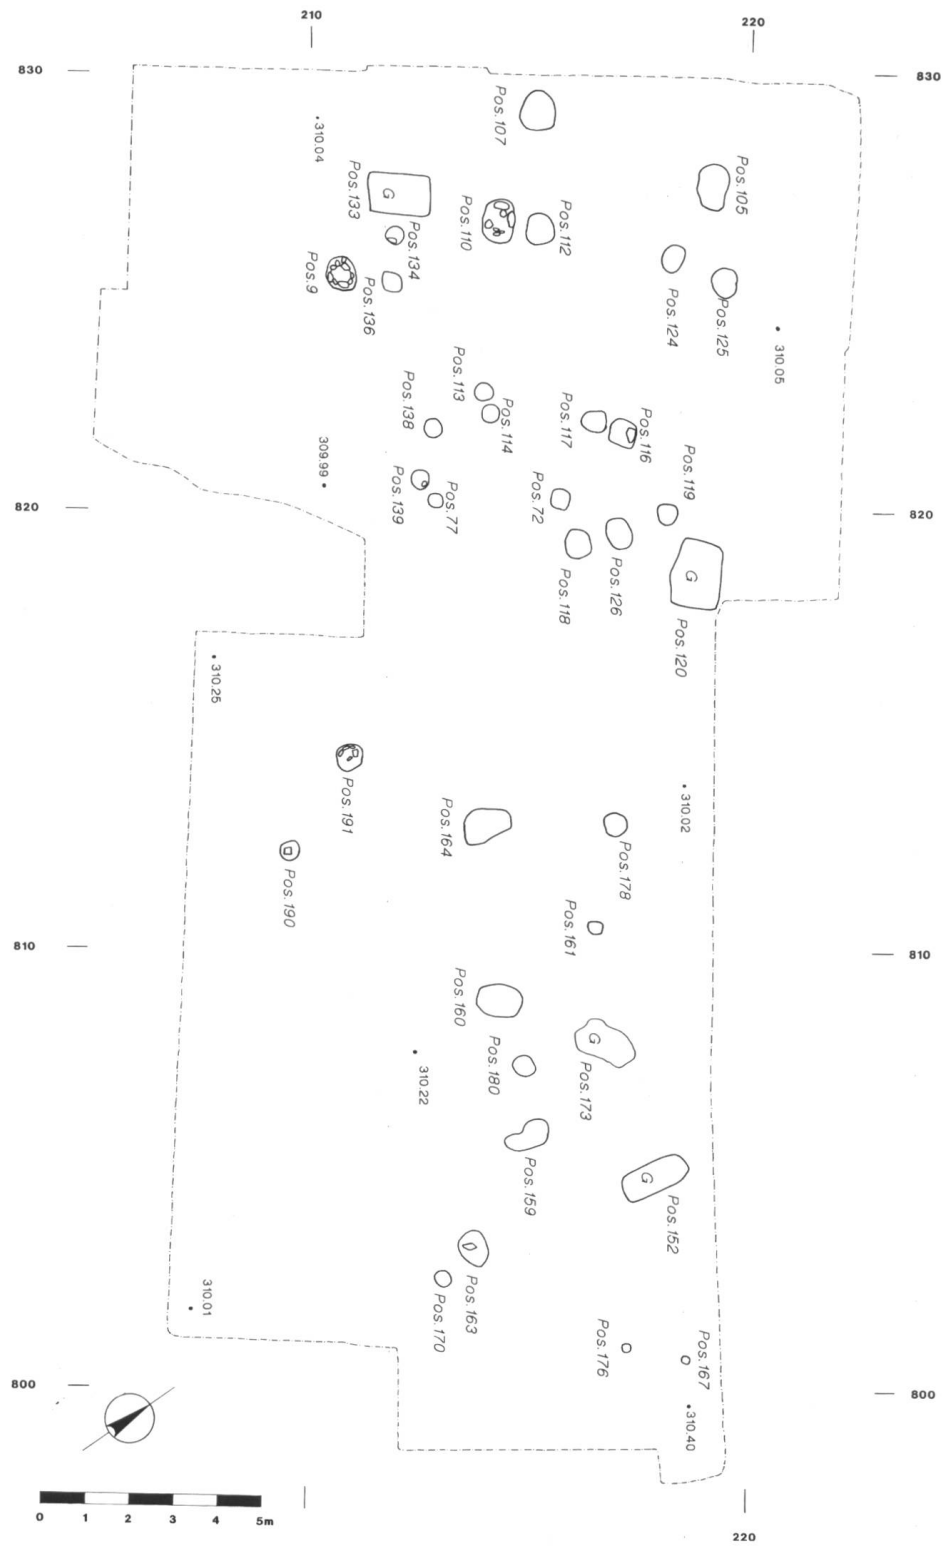 210
220
830
830
Pos.107
310.04
Pos.105
Pos.133
G
Pos.110
Pos.112
Pos.134
Pos.9
Pos.136
Pos.124
Pos.125
310.05
Pos.113
Pos.114
Pos.138
Pos.117
Pos.116
309.99
Pos.119
Pos.139
Pos.77
Pos.72
820
820
Pos.118
Pos.126
G
Pos.120
310.25
Pos.191
310.02
Pos.164
Pos.178
Pos.190
Pos.161
810
810
Pos.160
G
Pos.180
Pos.173
310.22
Pos.159
G
Pos.152
Pos.163
310.01
Pos.170
Pos.176
Pos.167
800
800
310.40
0 1 2 3 4 5m
220